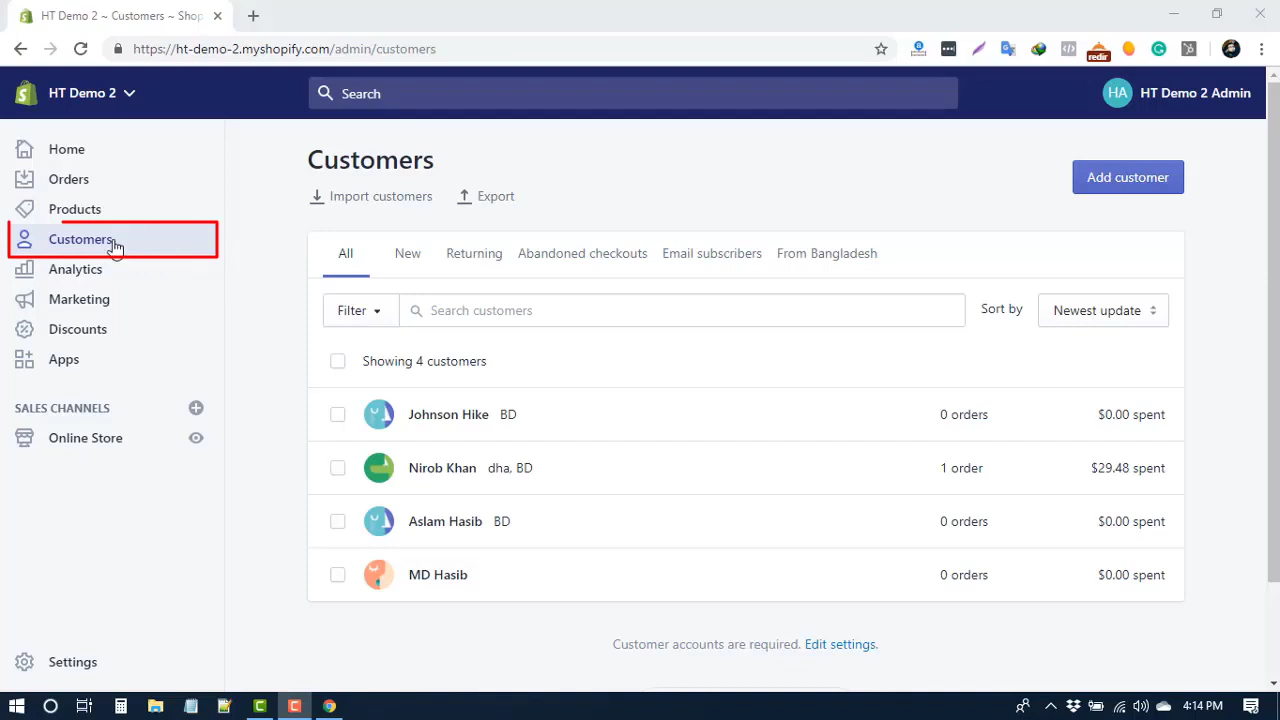 HT Demo 2 ~ Customers ~ Shop
https://ht-demo-2.myshopify.com/admin/customers
redir
HT Demo 2
Search
HA
HT Demo 2 Admin
Home
Orders
Products
Customers
Analytics
Marketing
Discounts
Apps
SALES CHANNELS
Online Store
Settings
Customers
Import customers
Export
Add customer
All New Returning Abandoned checkouts Email subscribers From Bangladesh
Filter Search customers Sort by Newest update
Showing 4 customers
Johnson Hike BD 0 orders $0.00 spent
Nirob Khan dha, BD 1 order $29.48 spent
Aslam Hasib BD 0 orders $0.00 spent
MD Hasib 0 orders $0.00 spent
Customer accounts are required. Edit settings.
4:14 PM